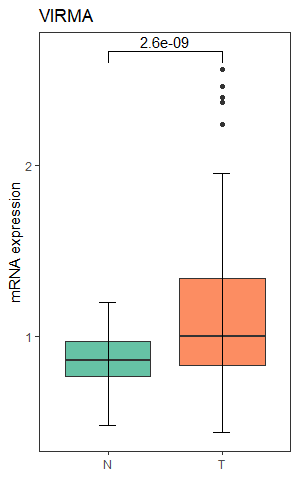 VIRMA
2.6e-09
2
mRNA expression
1
N T